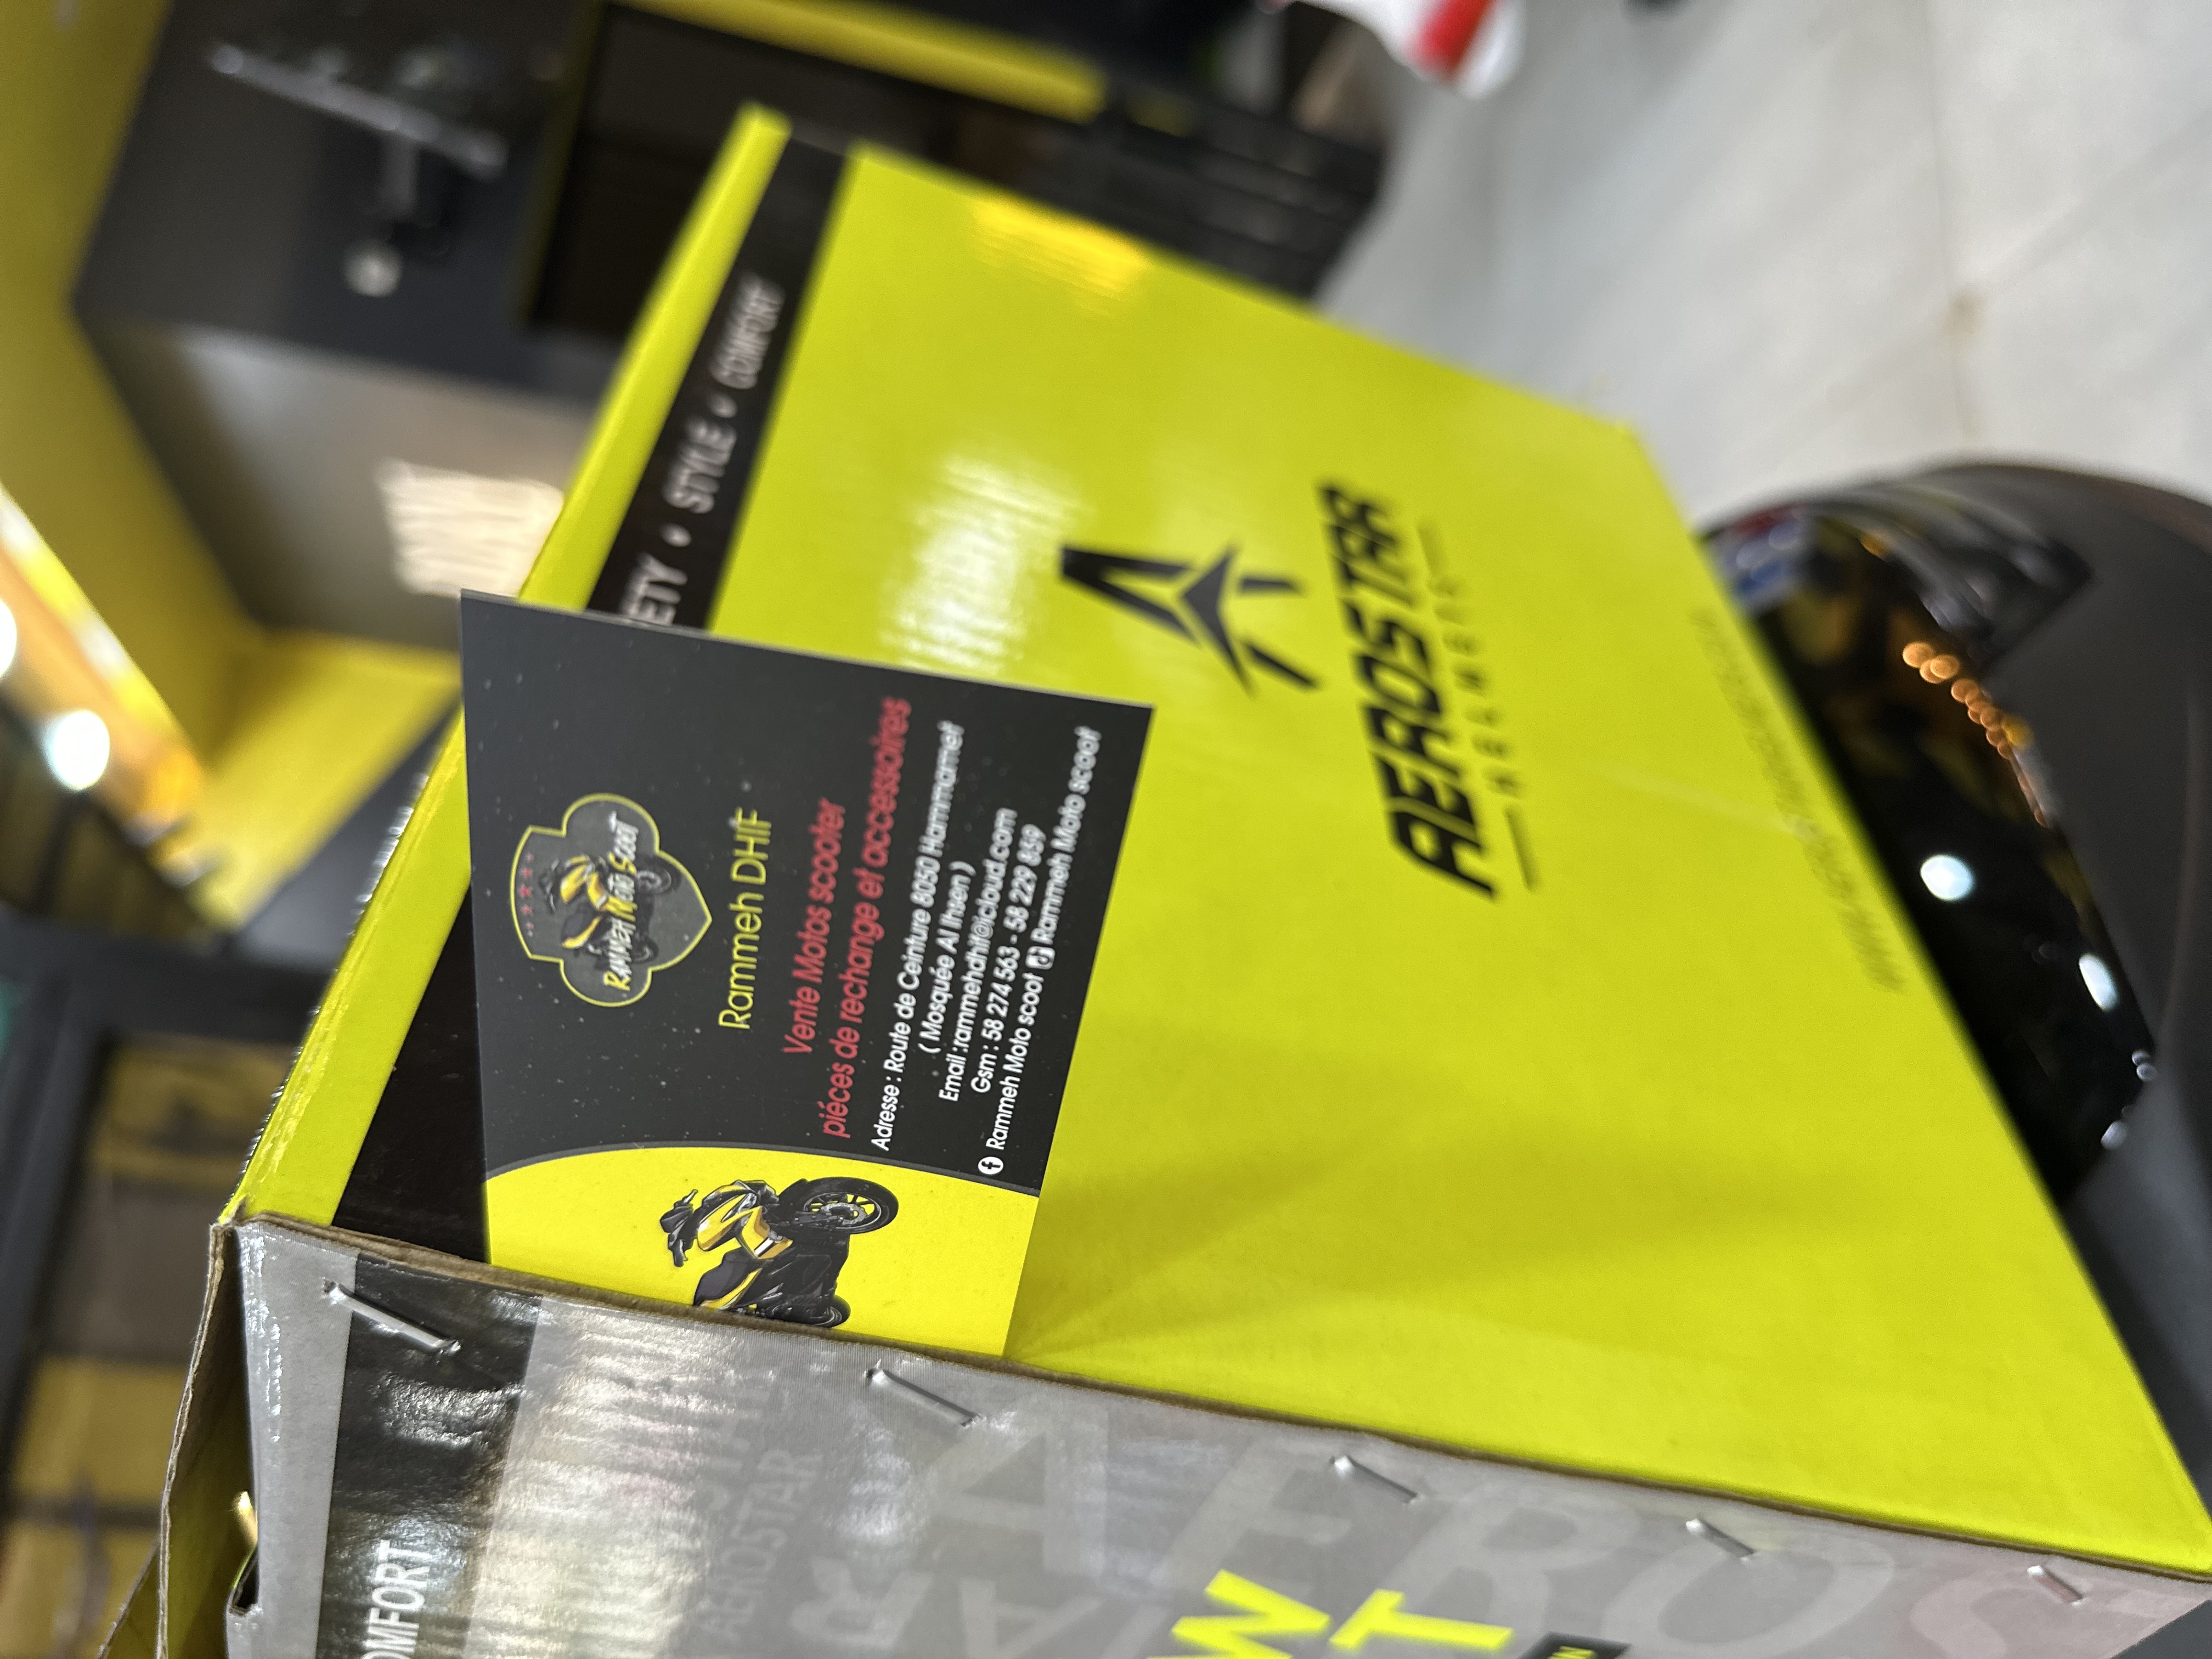 OMFORT
AEROSTAR
W
T
RAMMEH MOTO SCOOT
Rammeh DHIF
Vente Motos scooter
piéces de rechange et accessoires
Adresse : Route de Ceinture 8050 Hammamet
( Mosquée Al Ihsen )
Email :rammehdhif@icloud.com
Gsm : 58 274 563 - 58 229 859
Rammeh Moto scoot Rammeh Moto scoot
ETY • STYLE • COMFORT
AEROSTAR
HELMETS